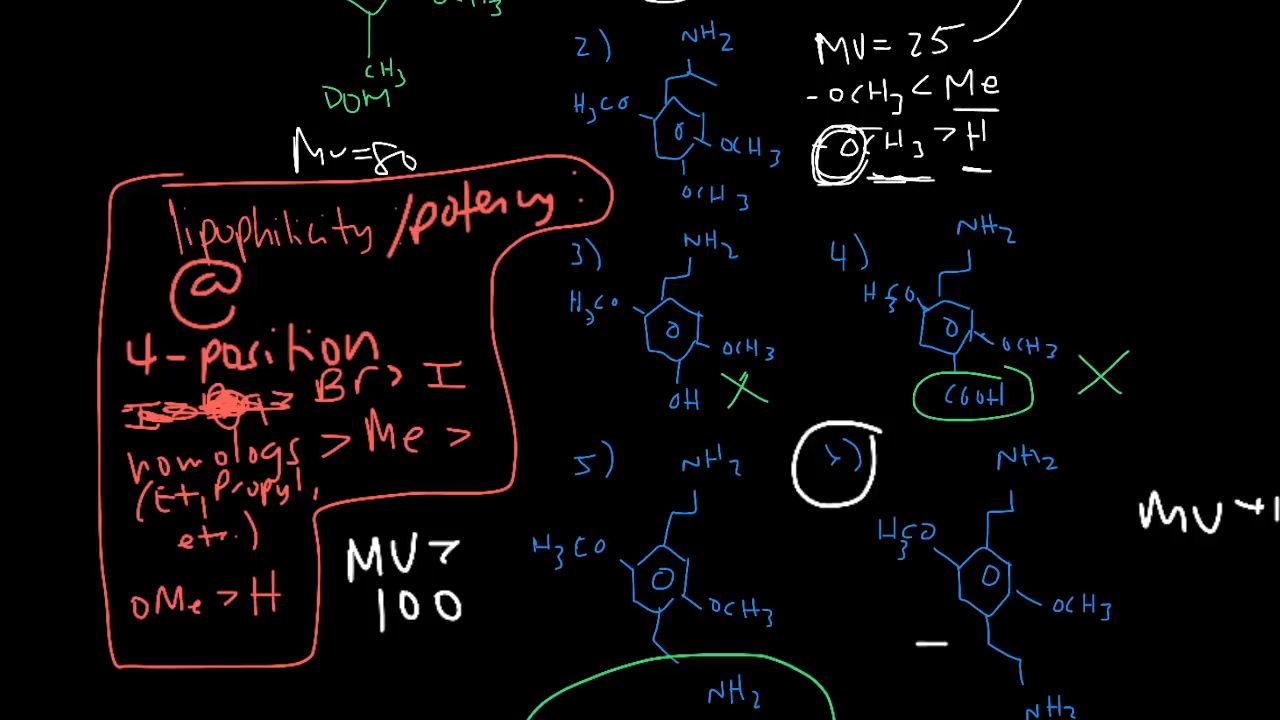 CH3
DOM
MV=80
lipophilicity/potency:
@
4-position
Br > I
homologs > Me >
(Et, Propyl,
etc.)
OMe > H
MV >
100
2)
NH2
H3CO
OCH3
OCH3
MV = 25
-OCH3 < Me
-OCH3 > H
3)
NH2
H3CO
OCH3
OH
4)
NH2
H3CO
OCH3
COOH
5)
NH2
H3CO
OCH3
NH2
NH2
H3CO
OCH3
NH2
MV